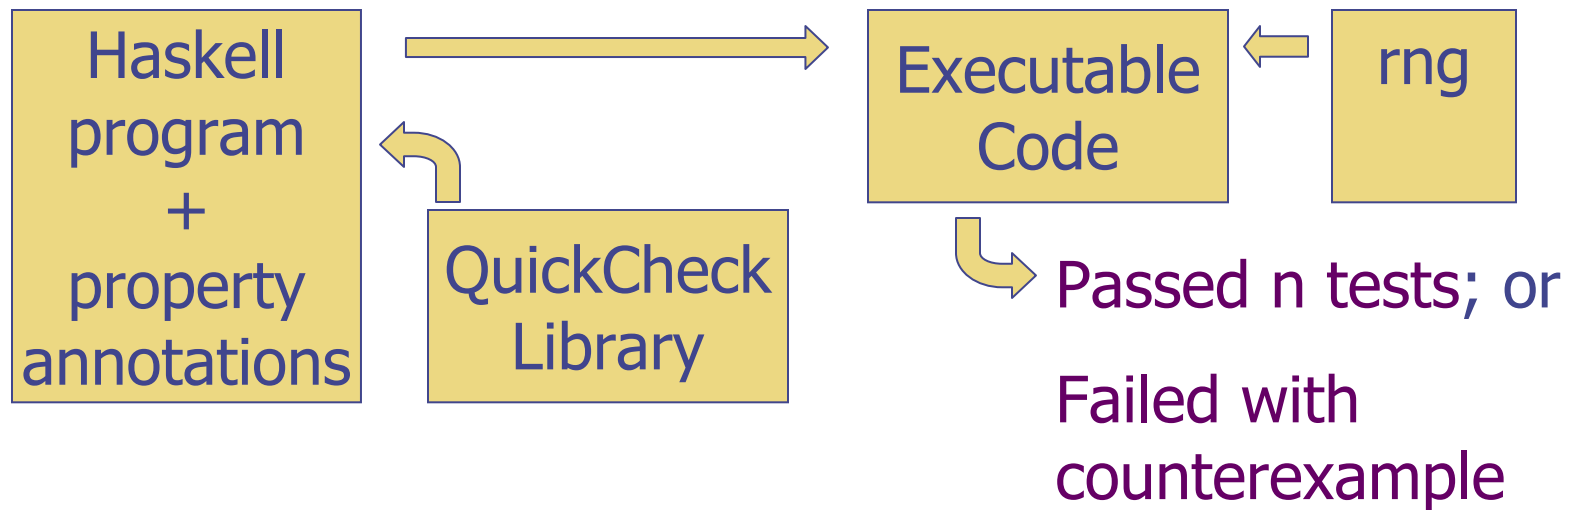 Haskell
program
+
property
annotations
QuickCheck
Library
Executable
Code
rng
Passed n tests; or
Failed with
counterexample